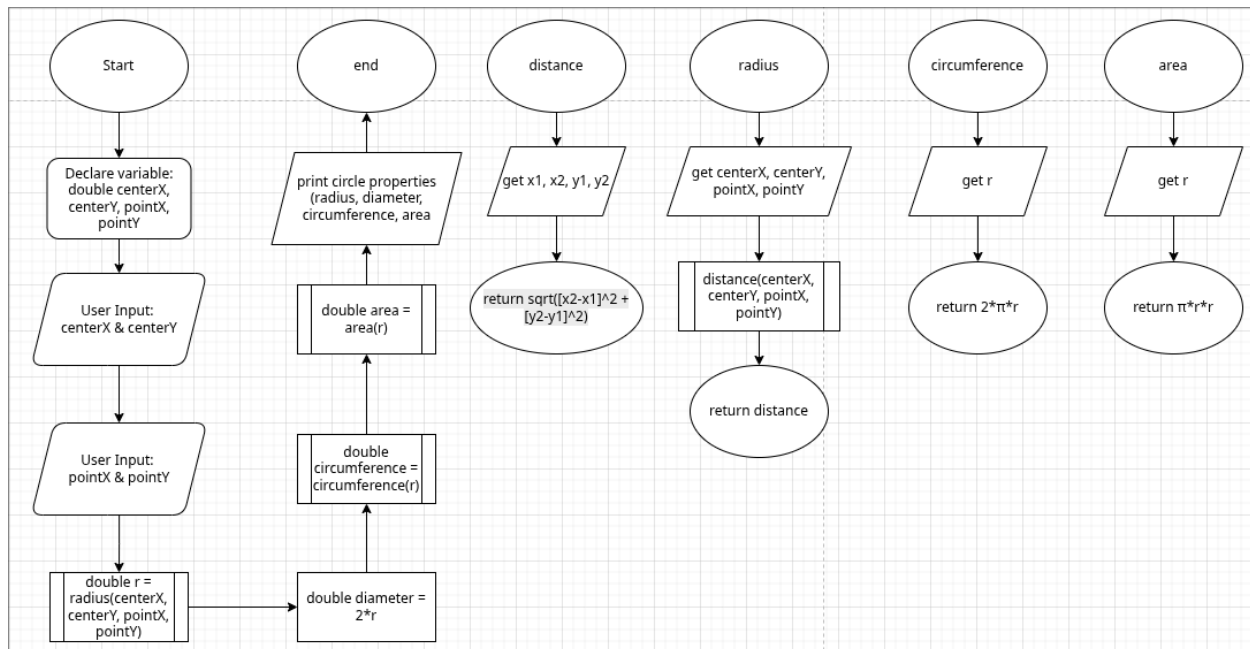 Start
Declare variable:
double centerX,
centerY, pointX,
pointY
User Input:
centerX & centerY
User Input:
pointX & pointY
double r =
radius(centerX,
centerY, pointX,
pointY)
double diameter =
2*r
double
circumference =
circumference(r)
double area =
area(r)
print circle properties
(radius, diameter,
circumference, area
end
distance
get x1, x2, y1, y2
return sqrt([x2-x1]^2 +
[y2-y1]^2)
radius
get centerX, centerY,
pointX, pointY
distance(centerX,
centerY, pointX,
pointY)
return distance
circumference
get r
return 2*π*r
area
get r
return π*r*r